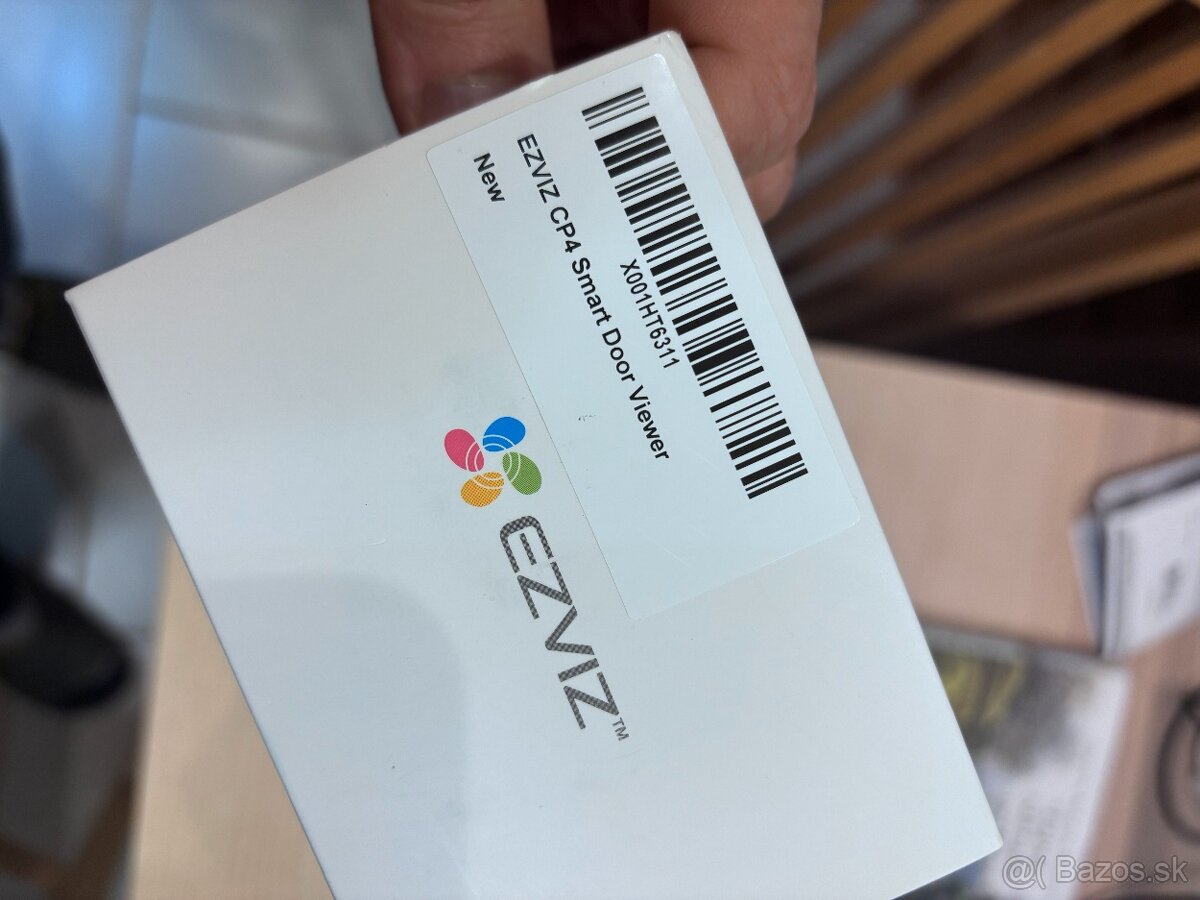 X001HT6311
EZVIZ CP4 Smart Door Viewer
New
EZVIZ™
@( Bazos.sk